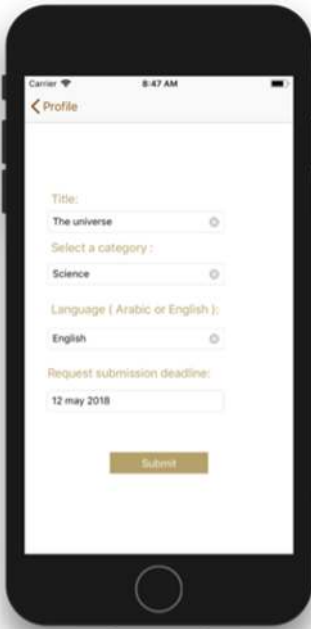 Carrier 8:47 AM
Profile
Title:
The universe
Select a category :
Science
Language ( Arabic or English ):
English
Request submission deadline:
12 may 2018
Submit